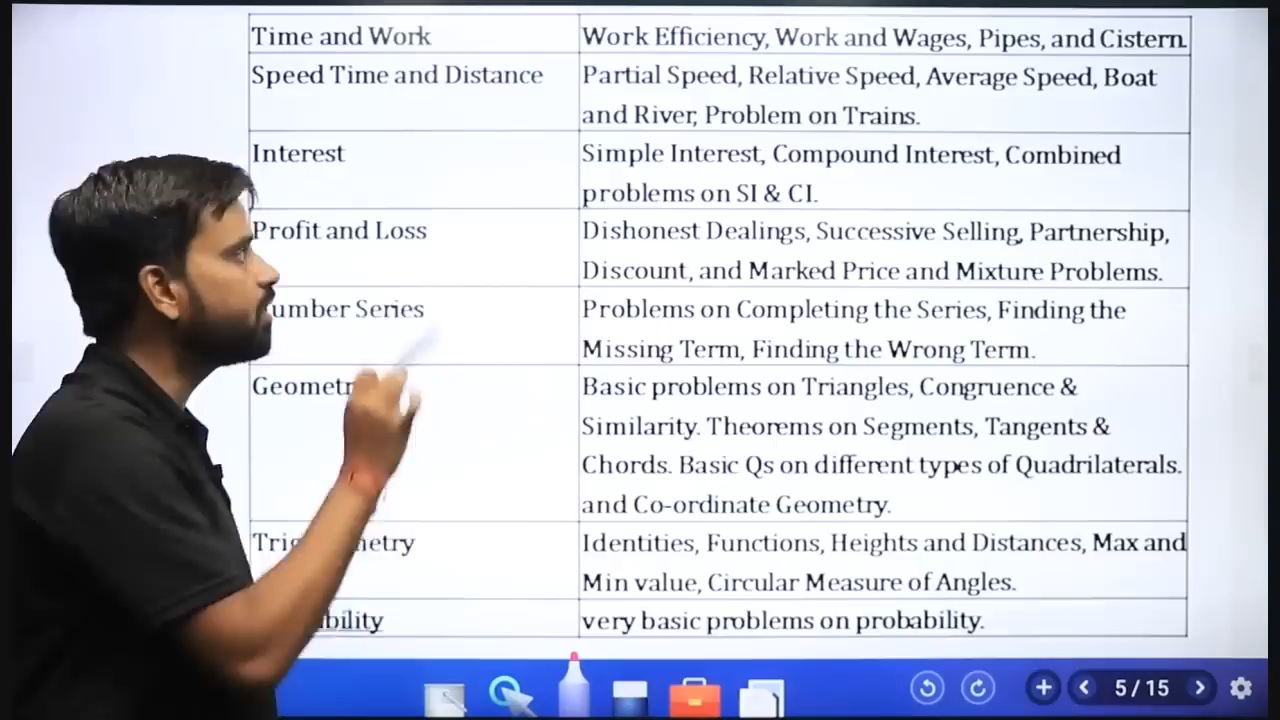 Time and Work
Work Efficiency, Work and Wages, Pipes, and Cistern.
Speed Time and Distance
Partial Speed, Relative Speed, Average Speed, Boat
and River, Problem on Trains.
Interest
Simple Interest, Compound Interest, Combined
problems on SI & CI.
Profit and Loss
Dishonest Dealings, Successive Selling, Partnership,
Discount, and Marked Price and Mixture Problems.
Series
Problems on Completing the Series, Finding the
Missing Term, Finding the Wrong Term.
Basic problems on Triangles, Congruence &
Similarity. Theorems on Segments, Tangents &
Chords. Basic Qs on different types of Quadrilaterals.
and Co-ordinate Geometry.
Identities, Functions, Heights and Distances, Max and
Min value, Circular Measure of Angles.
very basic problems on probability.
5 / 15